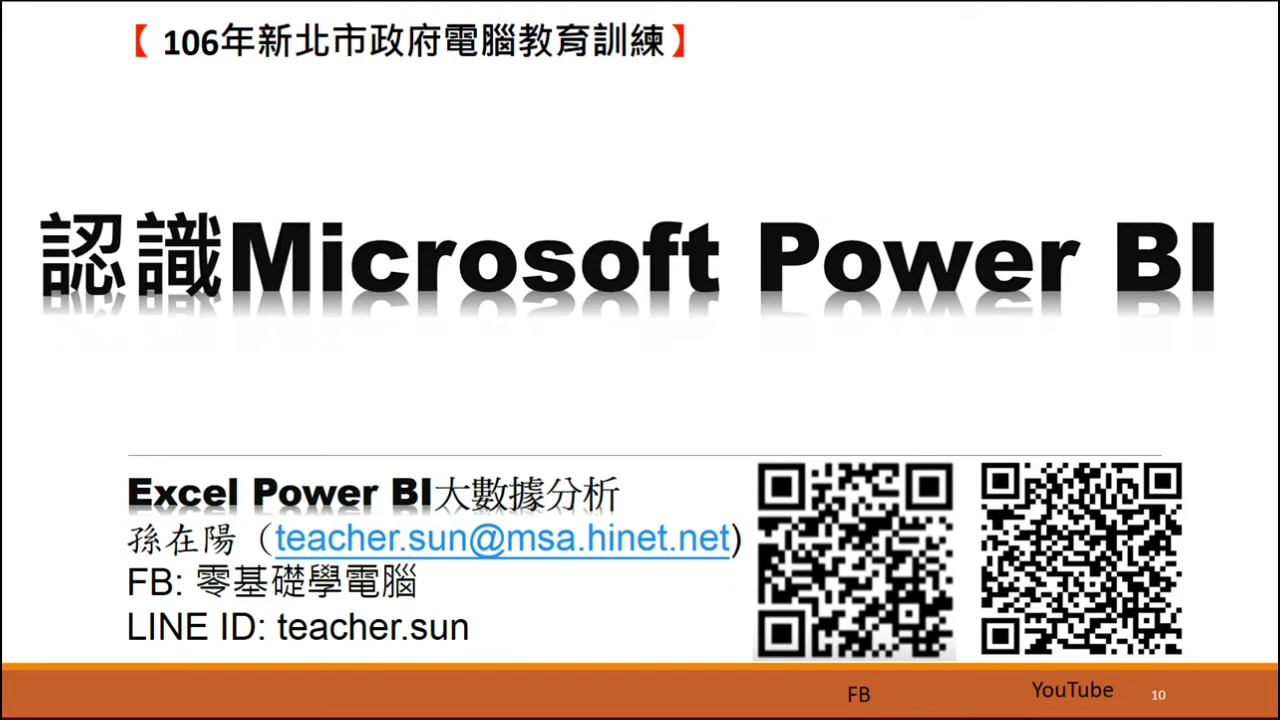 【 106年新北市政府電腦教育訓練】
認識Microsoft Power BI
Excel Power BI大數據分析
孫在陽（teacher.sun@msa.hinet.net)
FB: 零基礎學電腦
LINE ID: teacher.sun
FB
YouTube
10